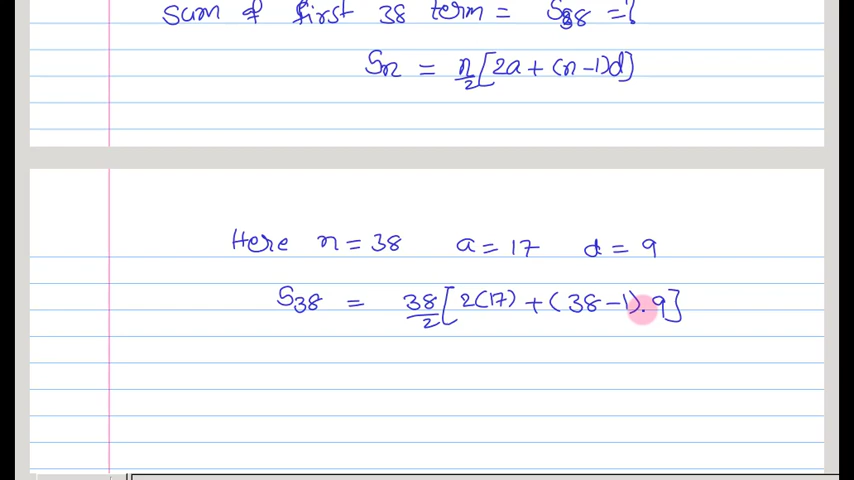 Sum of first 38 term = S38 = ?
Sn = n/2 [2a + (n-1)d]
Here n = 38 a = 17 d = 9
S38 = 38/2 [2(17) + (38-1).9]